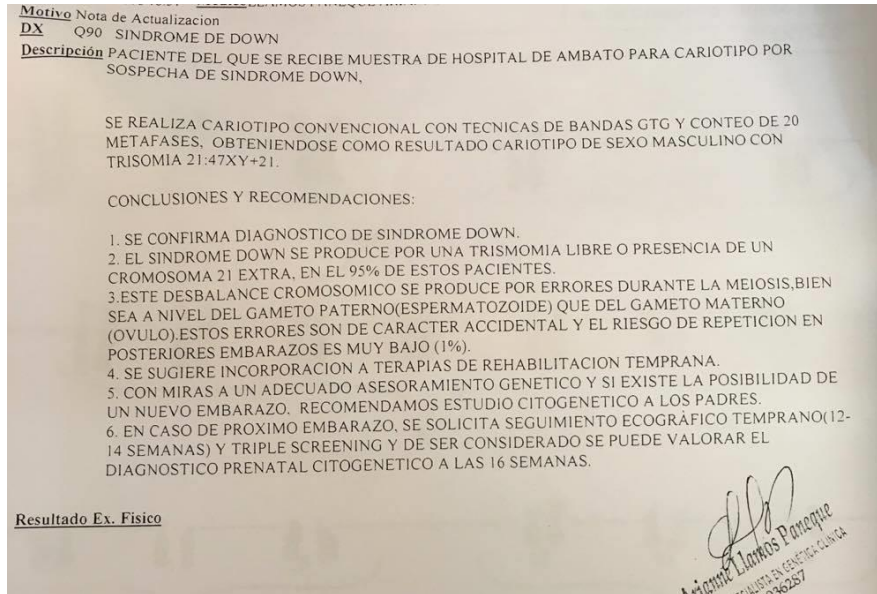 Motivo Nota de Actualizacion
DX Q90 SINDROME DE DOWN
Descripción PACIENTE DEL QUE SE RECIBE MUESTRA DE HOSPITAL DE AMBATO PARA CARIOTIPO POR
SOSPECHA DE SINDROME DOWN,
SE REALIZA CARIOTIPO CONVENCIONAL CON TECNICAS DE BANDAS GTG Y CONTEO DE 20
METAFASES, OBTENIENDOSE COMO RESULTADO CARIOTIPO DE SEXO MASCULINO CON
TRISOMIA 21:47XY+21.
CONCLUSIONES Y RECOMENDACIONES:
1. SE CONFIRMA DIAGNOSTICO DE SINDROME DOWN.
2. EL SINDROME DOWN SE PRODUCE POR UNA TRISMOMIA LIBRE O PRESENCIA DE UN
CROMOSOMA 21 EXTRA, EN EL 95% DE ESTOS PACIENTES.
3.ESTE DESBALANCE CROMOSOMICO SE PRODUCE POR ERRORES DURANTE LA MEIOSIS,BIEN
SEA A NIVEL DEL GAMETO PATERNO(ESPERMATOZOIDE) QUE DEL GAMETO MATERNO
(OVULO).ESTOS ERRORES SON DE CARACTER ACCIDENTAL Y EL RIESGO DE REPETICION EN
POSTERIORES EMBARAZOS ES MUY BAJO (1%).
4. SE SUGIERE INCORPORACION A TERAPIAS DE REHABILITACION TEMPRANA.
5. CON MIRAS A UN ADECUADO ASESORAMIENTO GENETICO Y SI EXISTE LA POSIBILIDAD DE
UN NUEVO EMBARAZO, RECOMENDAMOS ESTUDIO CITOGENETICO A LOS PADRES.
6. EN CASO DE PROXIMO EMBARAZO, SE SOLICITA SEGUIMIENTO ECOGRÀFICO TEMPRANO(12-
14 SEMANAS) Y TRIPLE SCREENING Y DE SER CONSIDERADO SE PUEDE VALORAR EL
DIAGNOSTICO PRENATAL CITOGENETICO A LAS 16 SEMANAS.
Resultado Ex. Fisico
Arianne Llamos Paneque
EN GENÉTICA CLINICA